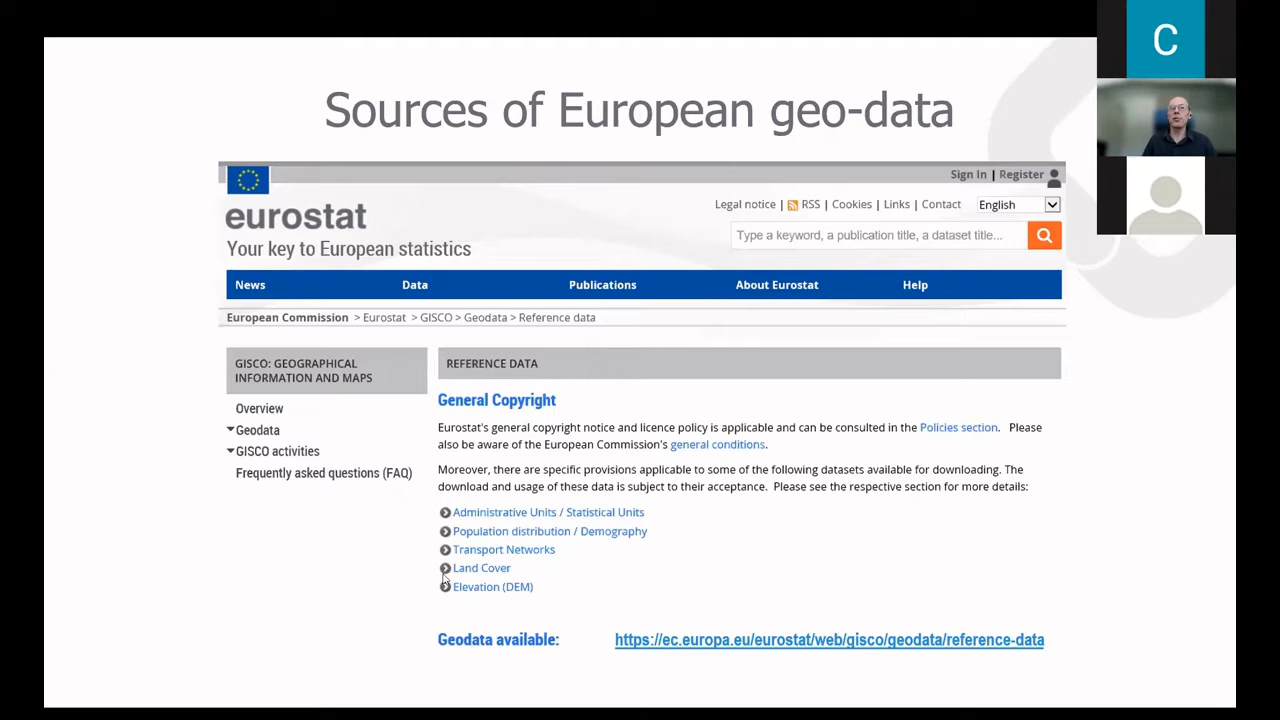 C
Sources of European geo-data
Sign In | Register
eurostat
Legal notice | RSS | Cookies | Links | Contact English
Your key to European statistics
Type a keyword, a publication title, a dataset title...
News Data Publications About Eurostat Help
European Commission > Eurostat > GISCO > Geodata > Reference data
GISCO: GEOGRAPHICAL
INFORMATION AND MAPS
Overview
Geodata
GISCO activities
Frequently asked questions (FAQ)
REFERENCE DATA
General Copyright
Eurostat's general copyright notice and licence policy is applicable and can be consulted in the Policies section. Please
also be aware of the European Commission's general conditions.
Moreover, there are specific provisions applicable to some of the following datasets available for downloading. The
download and usage of these data is subject to their acceptance. Please see the respective section for more details:
Administrative Units / Statistical Units
Population distribution / Demography
Transport Networks
Land Cover
Elevation (DEM)
Geodata available: https://ec.europa.eu/eurostat/web/gisco/geodata/reference-data